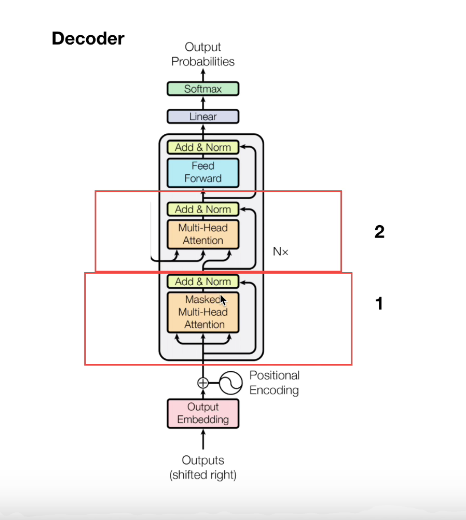 Decoder
Output
Probabilities
Softmax
Linear
Add & Norm
Feed
Forward
Add & Norm
Multi-Head
Attention
2
N×
Add & Norm
Masked
Multi-Head
Attention
1
Positional
Encoding
Output
Embedding
Outputs
(shifted right)